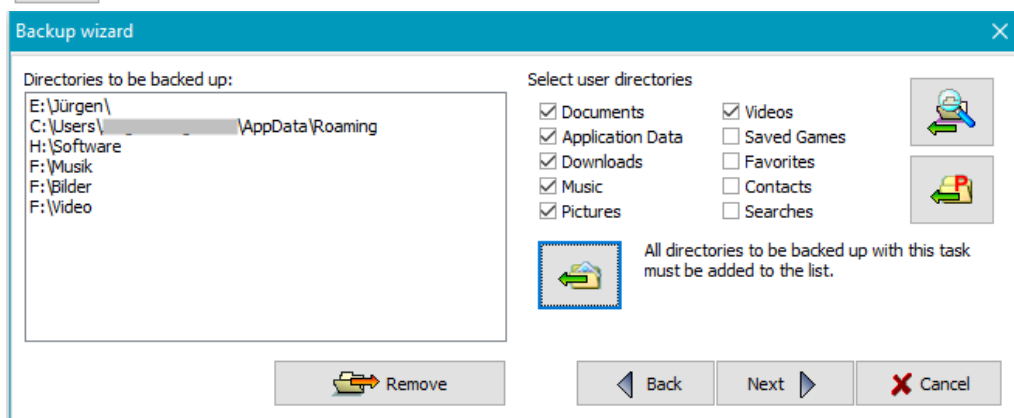 Backup wizard
Directories to be backed up:
E:\Jürgen\
C:\Users\ \AppData\Roaming
H:\Software
F:\Musik
F:\Bilder
F:\Video
Remove
Select user directories
Documents
Application Data
Downloads
Music
Pictures
Videos
Saved Games
Favorites
Contacts
Searches
P
All directories to be backed up with this task
must be added to the list.
Back
Next
Cancel